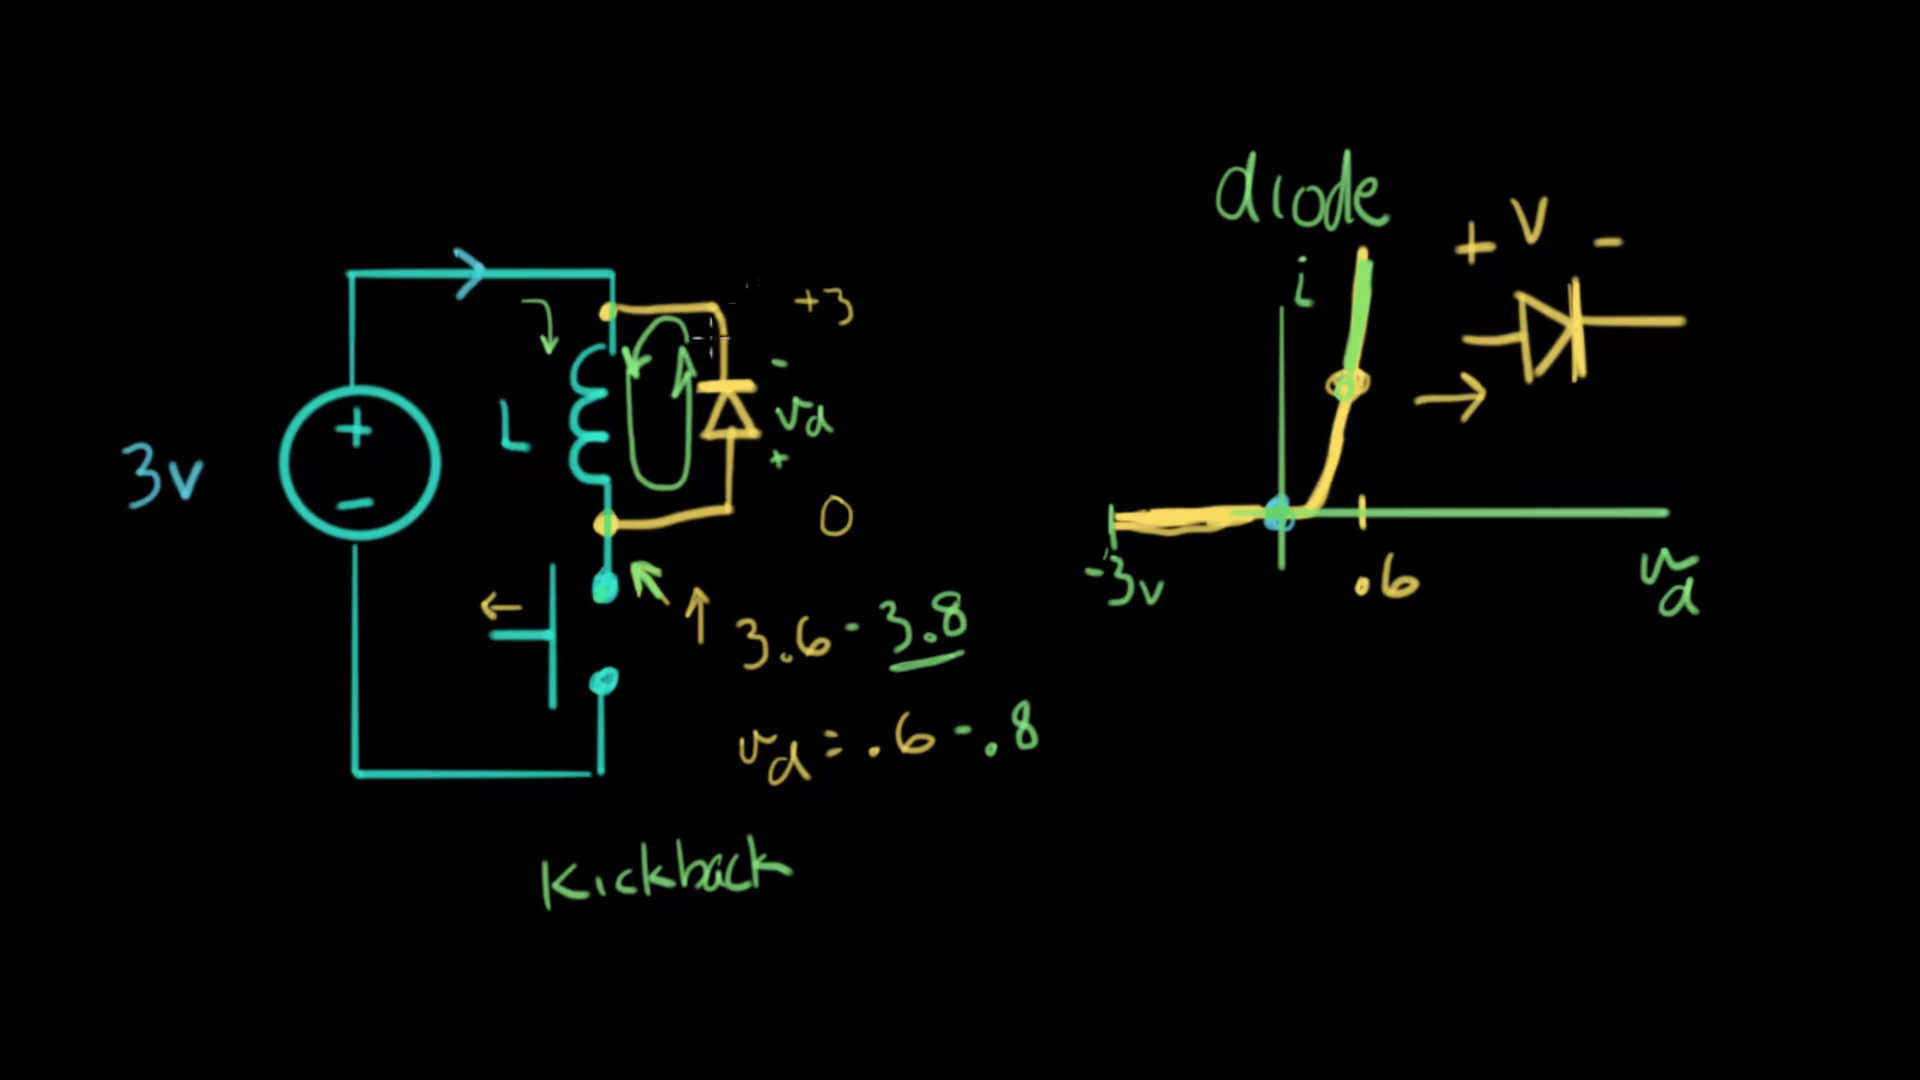 diode
+ V -
i
+3
-
3v
+
-
L
vd
+
0
-3v
.6
vd
3.6 - 3.8
vd = .6 - .8
Kickback